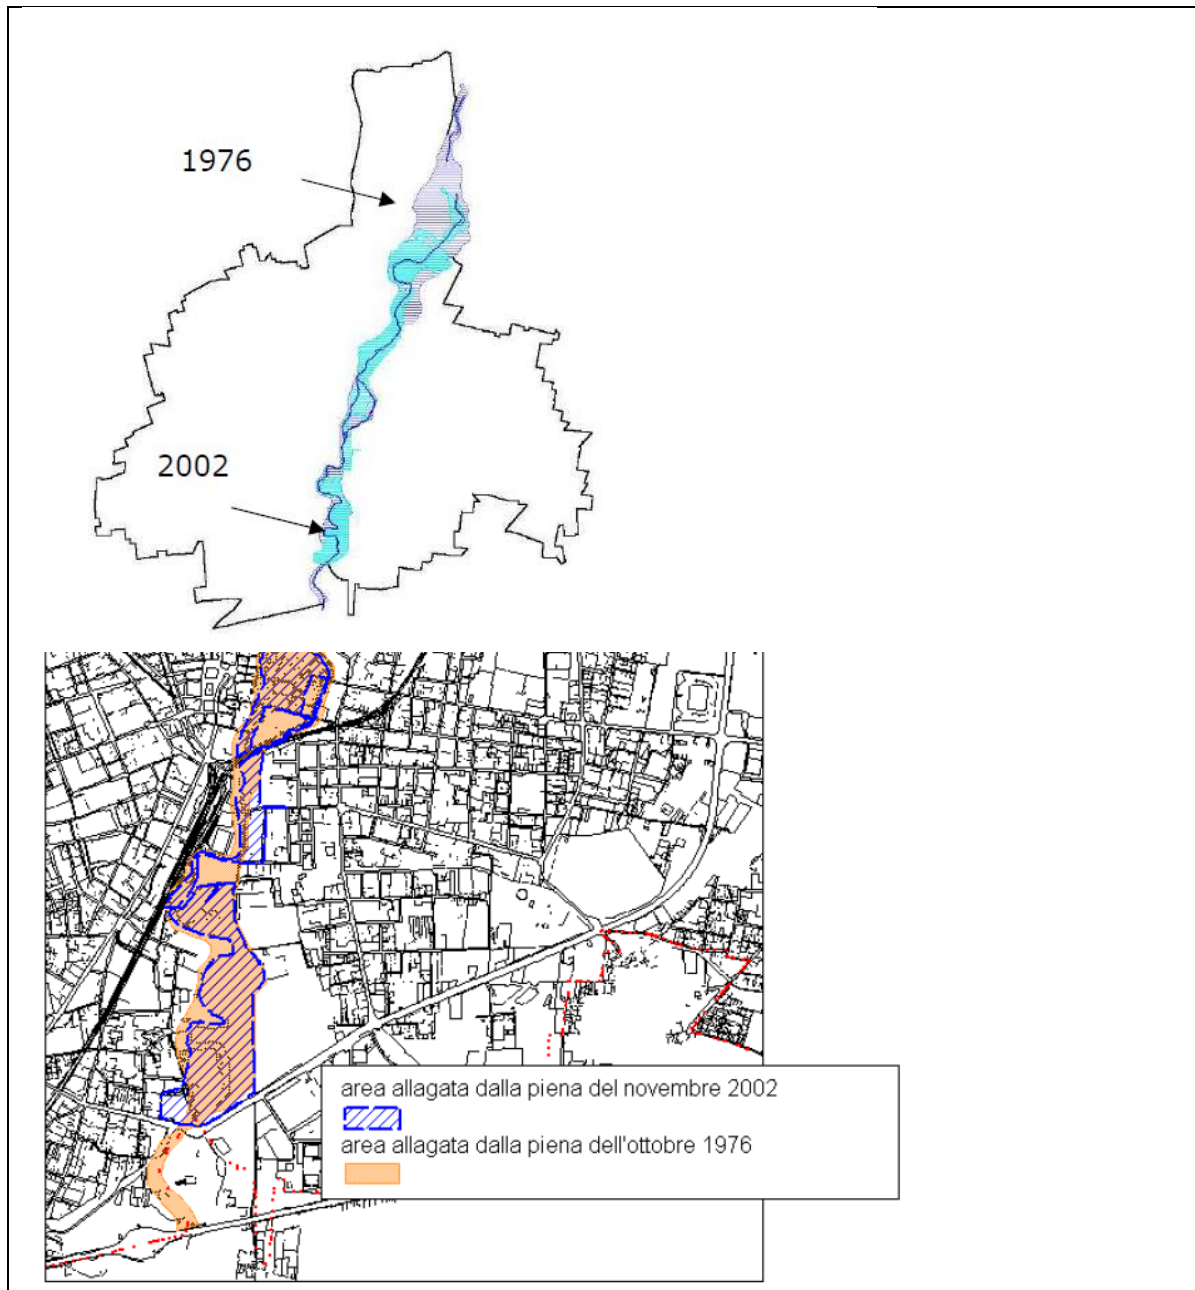 1976
2002
area allagata dalla piena del novembre 2002
area allagata dalla piena dell'ottobre 1976